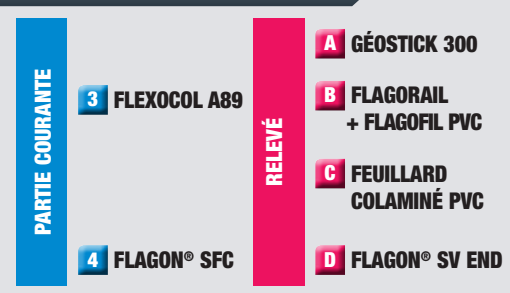 PARTIE COURANTE
3 FLEXOCOL A89
4 FLAGON® SFC
RELEVÉ
A GÉOSTICK 300
B FLAGORAIL
+ FLAGOFIL PVC
C FEUILLARD
COLAMINÉ PVC
D FLAGON® SV END